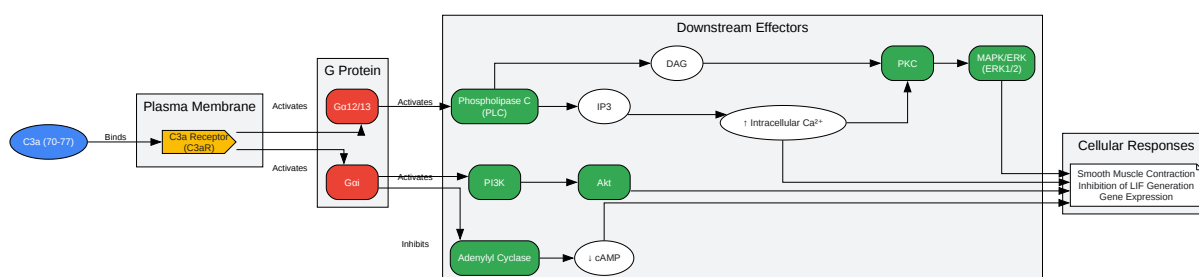 Downstream Effectors
G Protein
Plasma Membrane
Cellular Responses
C3a (70-77)
Binds
C3a Receptor
(C3aR)
Activates
Activates
Gα12/13
Gαi
Activates
Activates
Inhibits
Phospholipase C
(PLC)
DAG
IP3
↑ Intracellular Ca²⁺
PKC
MAPK/ERK
(ERK1/2)
PI3K
Akt
Adenylyl Cyclase
↓ cAMP
Smooth Muscle Contraction
Inhibition of LIF Generation
Gene Expression